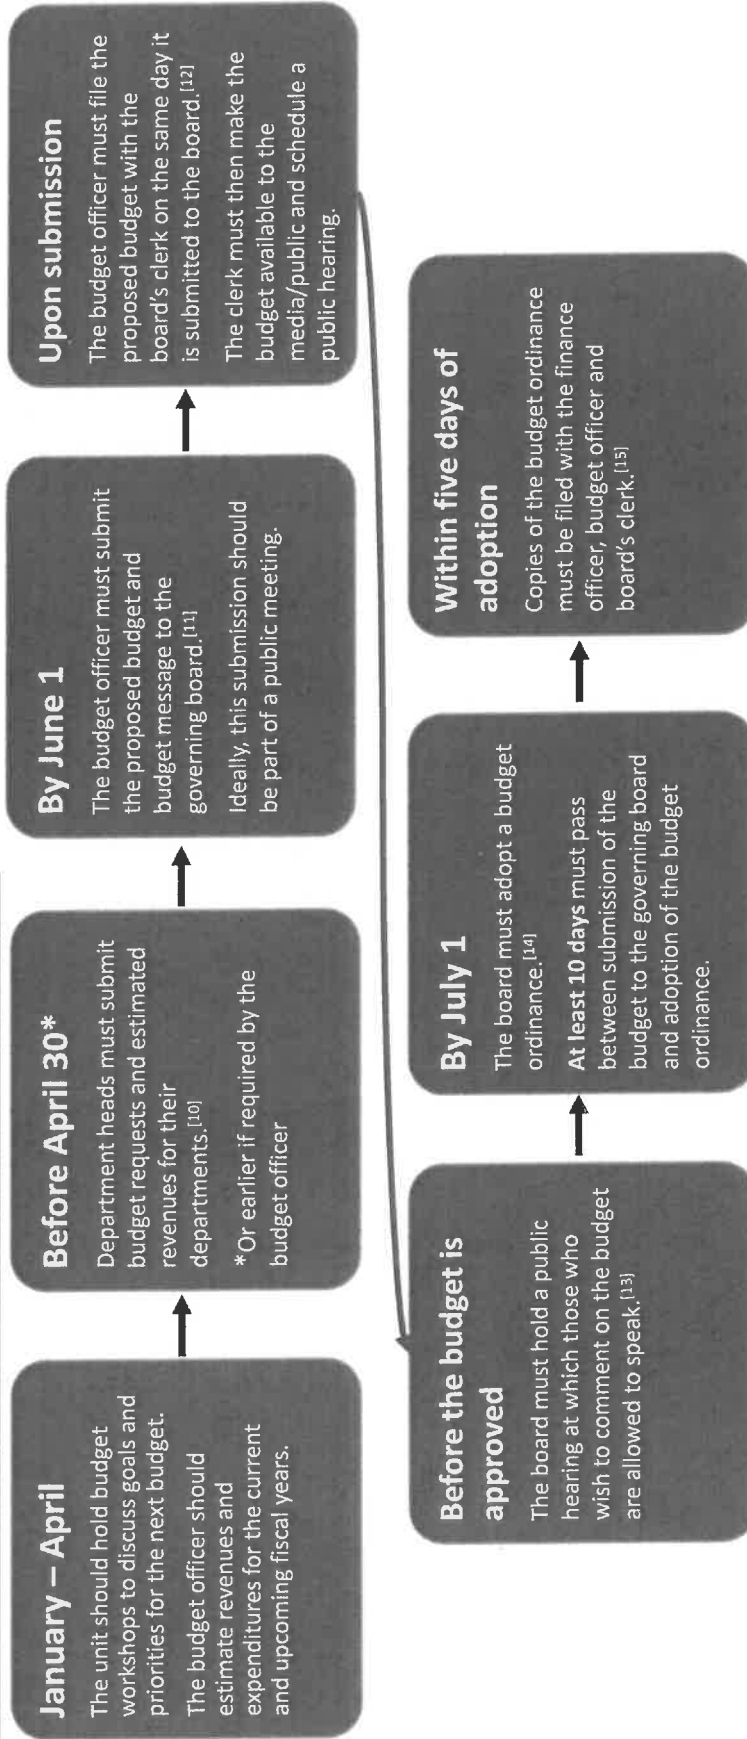 January – April
The unit should hold budget
workshops to discuss goals and
priorities for the next budget.
The budget officer should
estimate revenues and
expenditures for the current
and upcoming fiscal years.
Before April 30*
Department heads must submit
budget requests and estimated
revenues for their
departments.[10]
*Or earlier if required by the
budget officer
By June 1
The budget officer must submit
the proposed budget and
budget message to the
governing board.[11]
Ideally, this submission should
be part of a public meeting.
Upon submission
The budget officer must file the
proposed budget with the
board's clerk on the same day it
is submitted to the board.[12]
The clerk must then make the
budget available to the
media/public and schedule a
public hearing.
Before the budget is
approved
The board must hold a public
hearing at which those who
wish to comment on the budget
are allowed to speak.[13]
By July 1
The board must adopt a budget
ordinance.[14]
At least 10 days must pass
between submission of the
budget to the governing board
and adoption of the budget
ordinance.
Within five days of
adoption
Copies of the budget ordinance
must be filed with the finance
officer, budget officer and
board's clerk.[15]